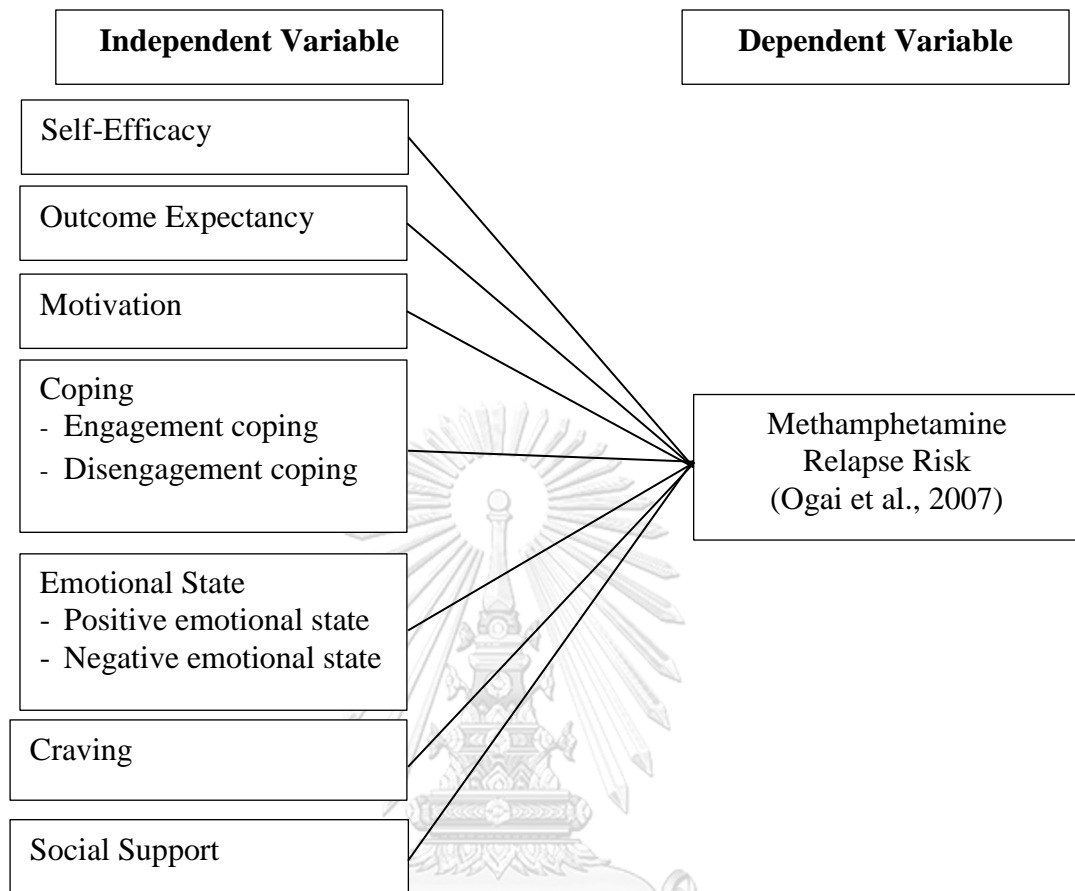 Independent Variable
Dependent Variable
Self-Efficacy
Outcome Expectancy
Motivation
Coping
- Engagement coping
- Disengagement coping
Emotional State
- Positive emotional state
- Negative emotional state
Craving
Social Support
Methamphetamine
Relapse Risk
(Ogai et al., 2007)